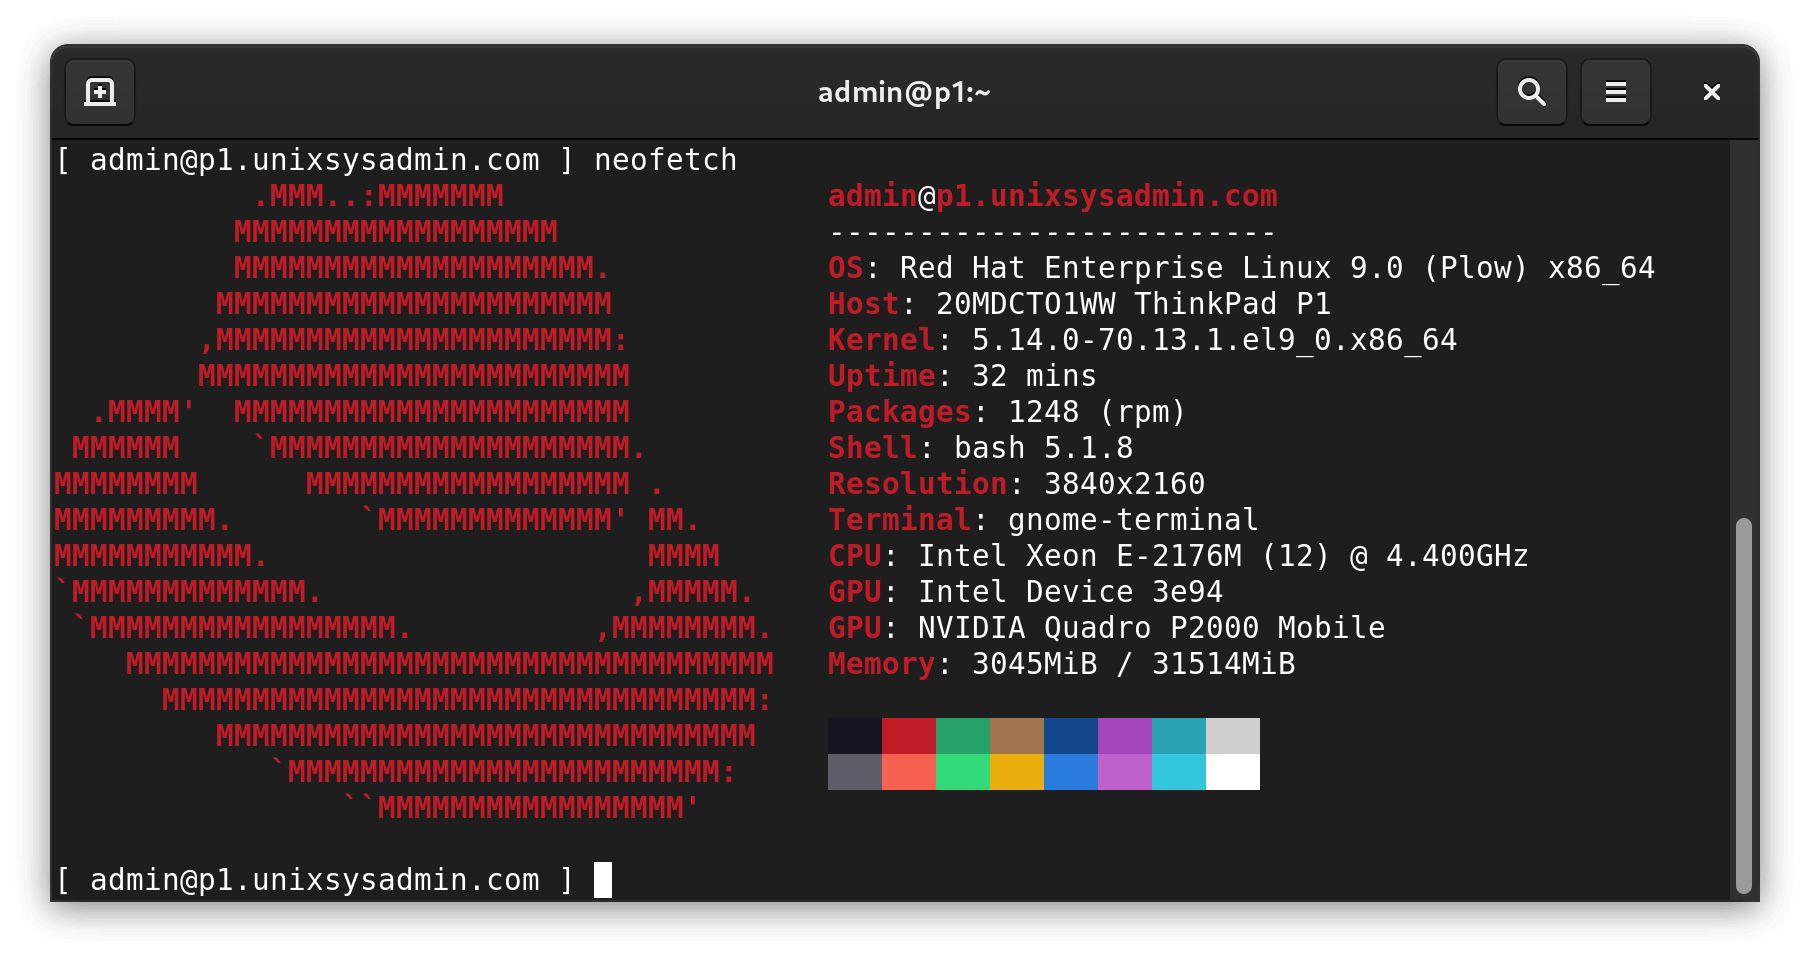 admin@p1:~
[ admin@p1.unixsysadmin.com ] neofetch
           .MMM..:MMMMMMM                  admin@p1.unixsysadmin.com
          MMMMMMMMMMMMMMMMMM               -------------------------
          MMMMMMMMMMMMMMMMMMMM.            OS: Red Hat Enterprise Linux 9.0 (Plow) x86_64
         MMMMMMMMMMMMMMMMMMMMMM            Host: 20MDCTO1WW ThinkPad P1
        ,MMMMMMMMMMMMMMMMMMMMMM:           Kernel: 5.14.0-70.13.1.el9_0.x86_64
        MMMMMMMMMMMMMMMMMMMMMMMM           Uptime: 32 mins
  .MMMM'  MMMMMMMMMMMMMMMMMMMMMM           Packages: 1248 (rpm)
 MMMMMM    `MMMMMMMMMMMMMMMMMMMM.          Shell: bash 5.1.8
MMMMMMMM      MMMMMMMMMMMMMMMMMM .         Resolution: 3840x2160
MMMMMMMMM.       `MMMMMMMMMMMMM' MM.       Terminal: gnome-terminal
MMMMMMMMMMM.                     MMMM      CPU: Intel Xeon E-2176M (12) @ 4.400GHz
`MMMMMMMMMMMMM.                 ,MMMMM.    GPU: Intel Device 3e94
 `MMMMMMMMMMMMMMMMM.          ,MMMMMMMM.   GPU: NVIDIA Quadro P2000 Mobile
    MMMMMMMMMMMMMMMMMMMMMMMMMMMMMMMMMMMM   Memory: 3045MiB / 31514MiB
      MMMMMMMMMMMMMMMMMMMMMMMMMMMMMMMMM:
         MMMMMMMMMMMMMMMMMMMMMMMMMMMMMM
            `MMMMMMMMMMMMMMMMMMMMMMMM:
                ``MMMMMMMMMMMMMMMMM'
[ admin@p1.unixsysadmin.com ]